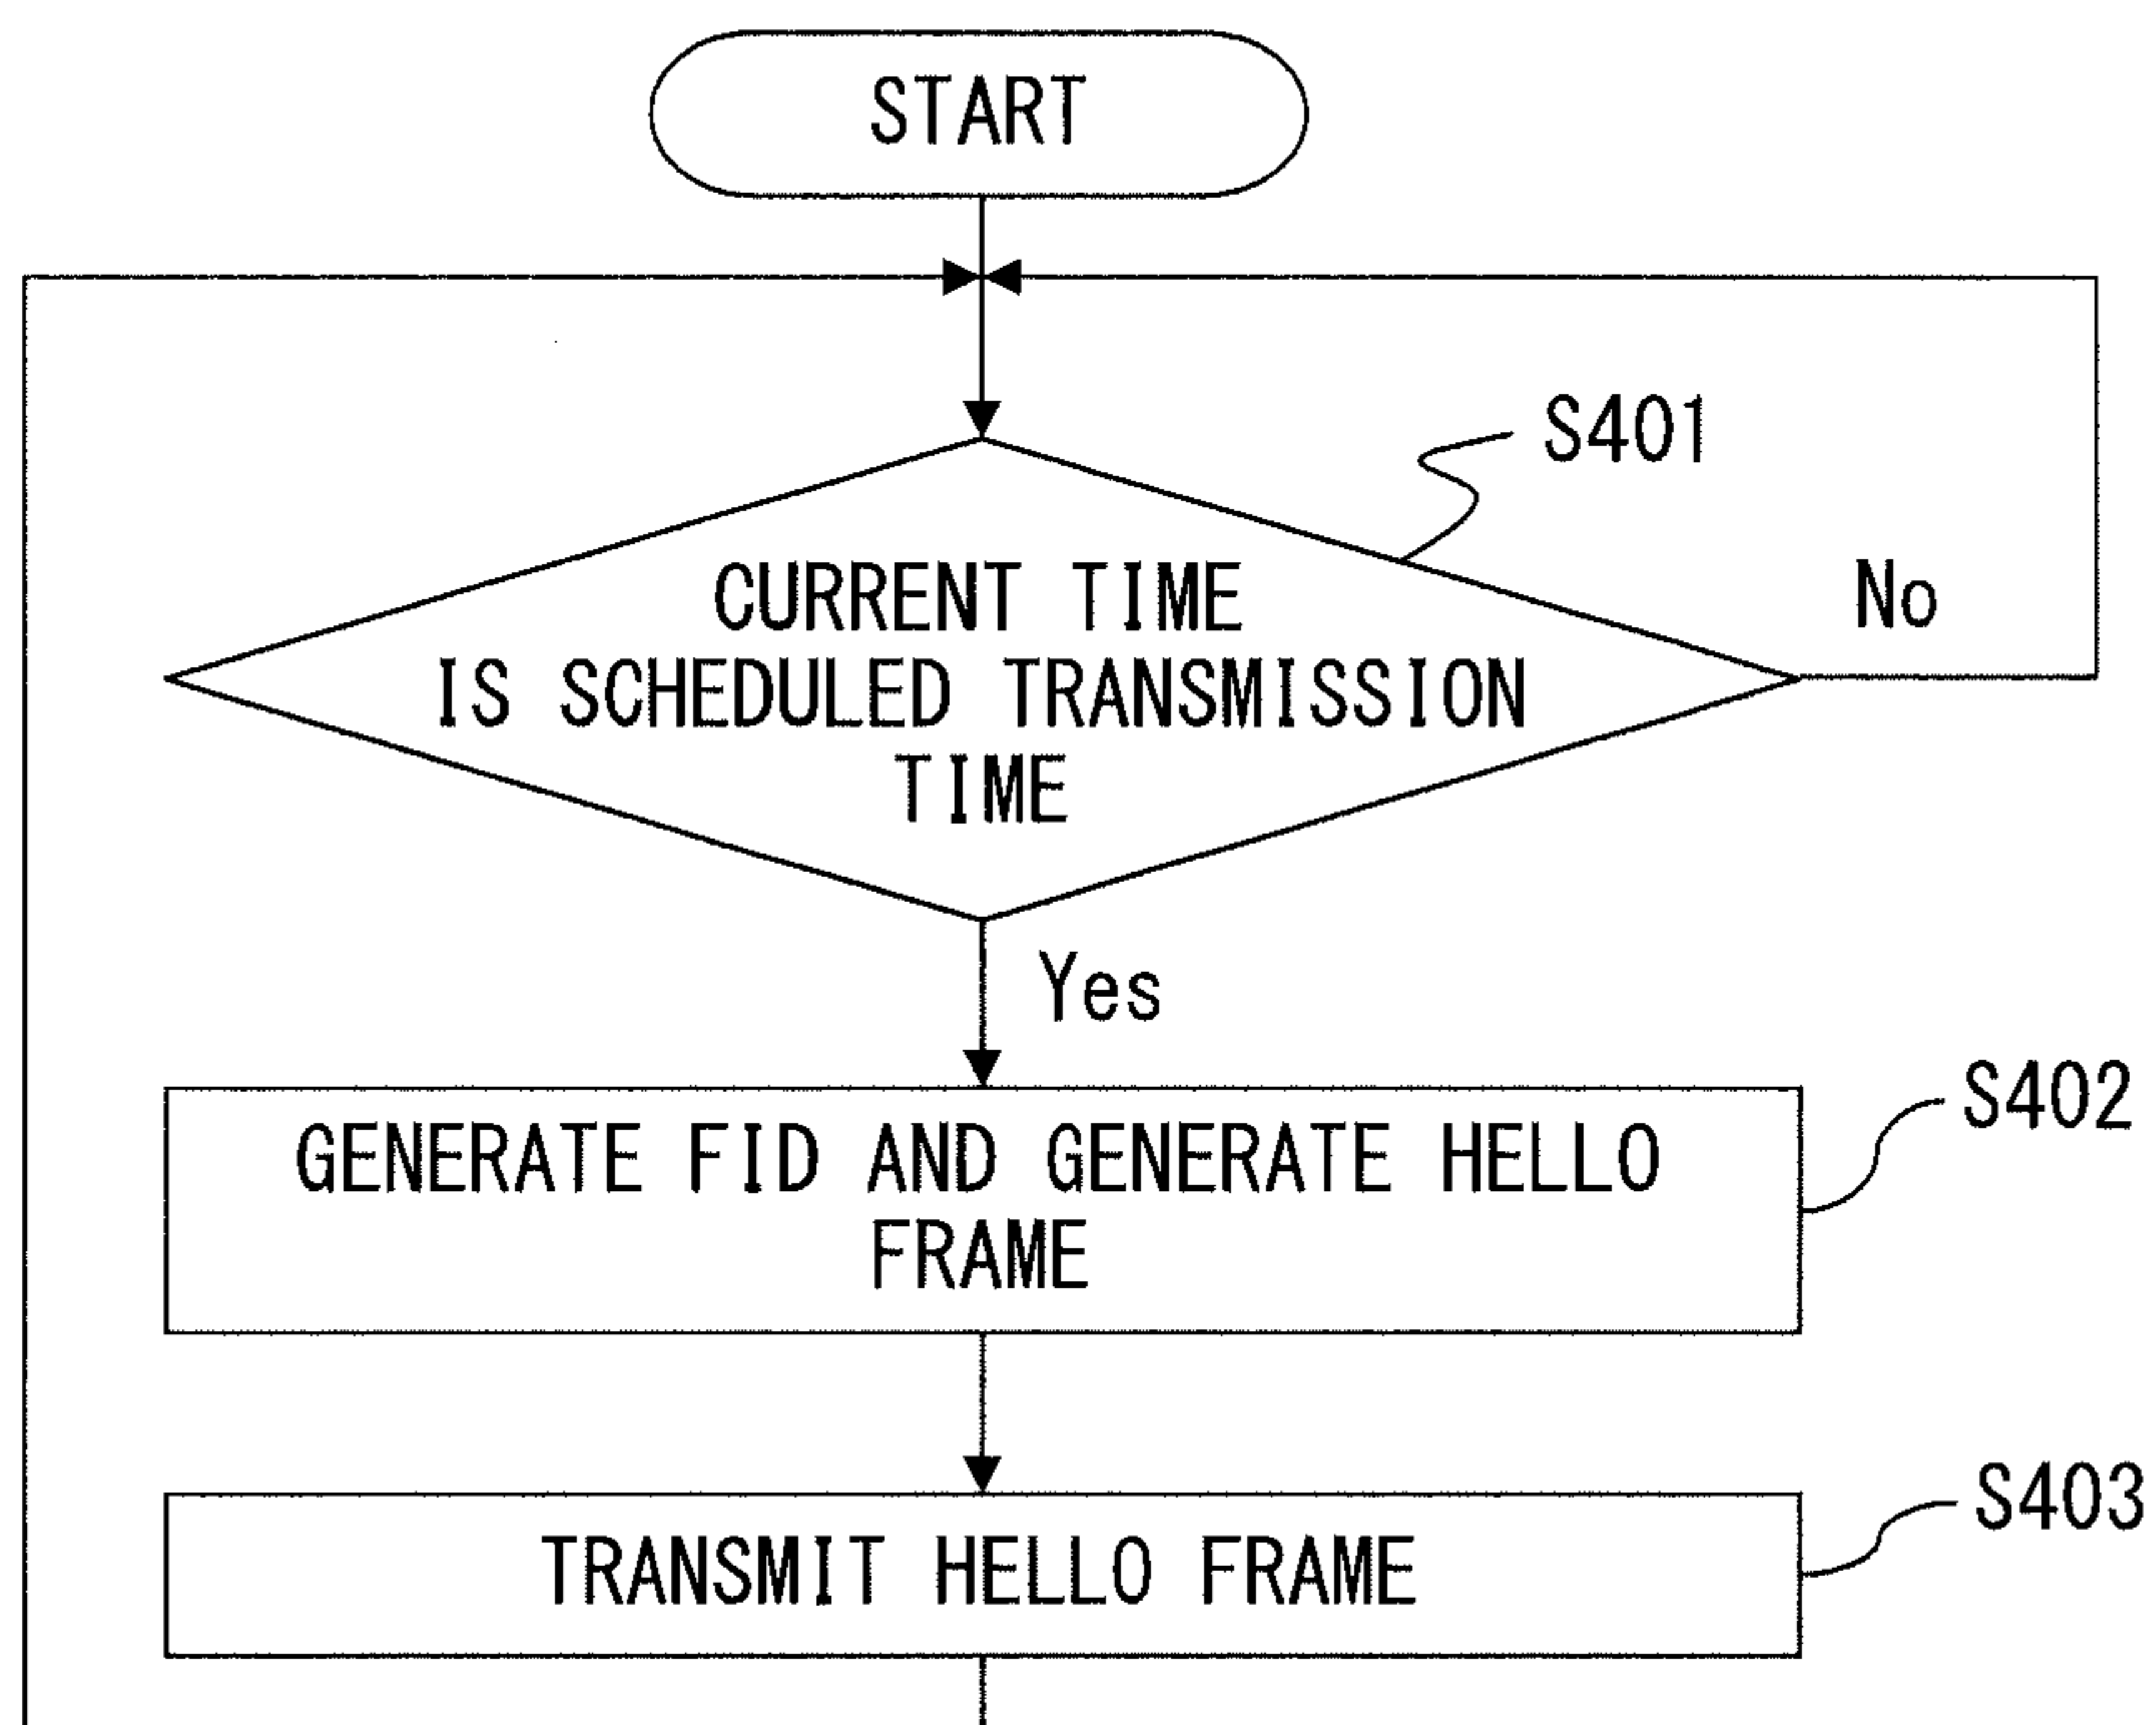 START
S401
CURRENT TIME
No
IS SCHEDULED TRANSMISSION
TIME
Yes
S402
GENERATE FID AND GENERATE HELLO
FRAME
S403
TRANSMIT HELLO FRAME